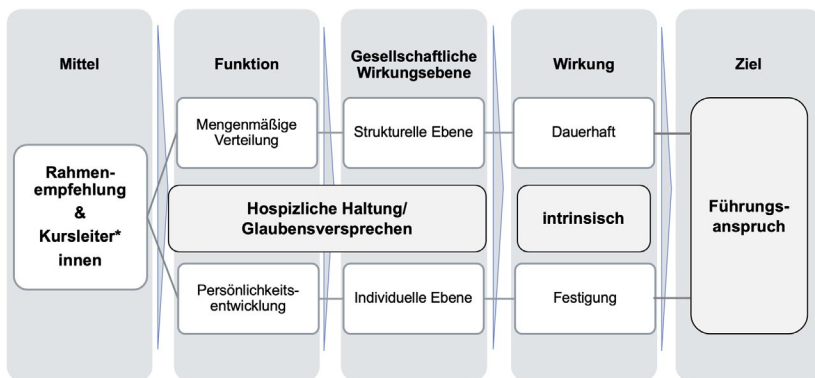 Mittel
Funktion
Gesellschaftliche
Wirkungsebene
Wirkung
Ziel
Rahmen-
empfehlung
&
Kursleiter*
innen
Mengenmäßige
Verteilung
Strukturelle Ebene
Dauerhaft
Hospizliche Haltung/
Glaubensversprechen
intrinsisch
Führungs-
anspruch
Persönlichkeits-
entwicklung
Individuelle Ebene
Festigung